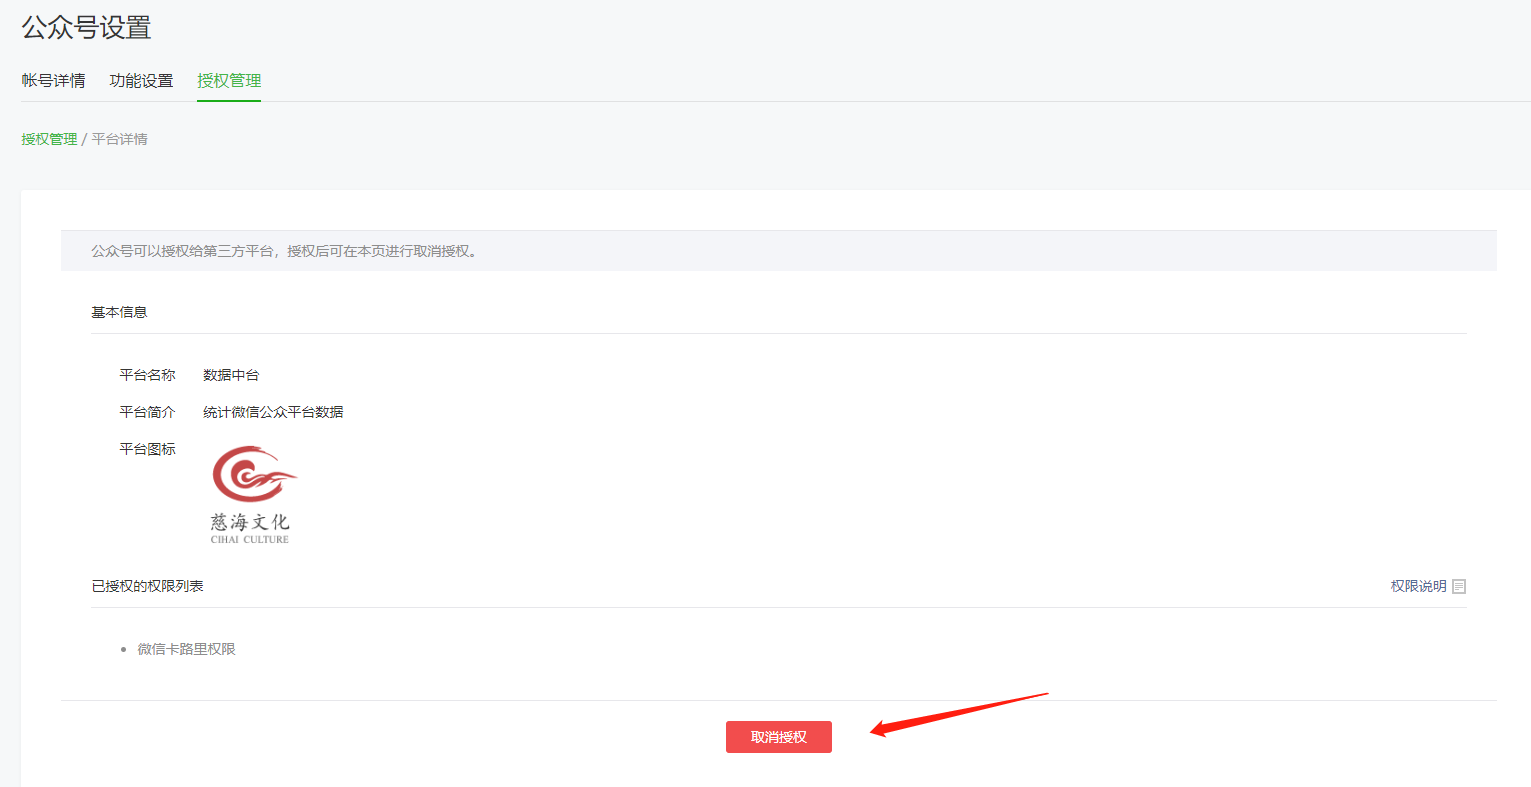 公众号设置
帐号详情 功能设置 授权管理
授权管理 / 平台详情
公众号可以授权给第三方平台，授权后可在本页进行取消授权。
基本信息
平台名称 数据中台
平台简介 统计微信公众平台数据
平台图标
慈海文化
CIHAI CULTURE
已授权的权限列表 权限说明
微信卡路里权限
取消授权